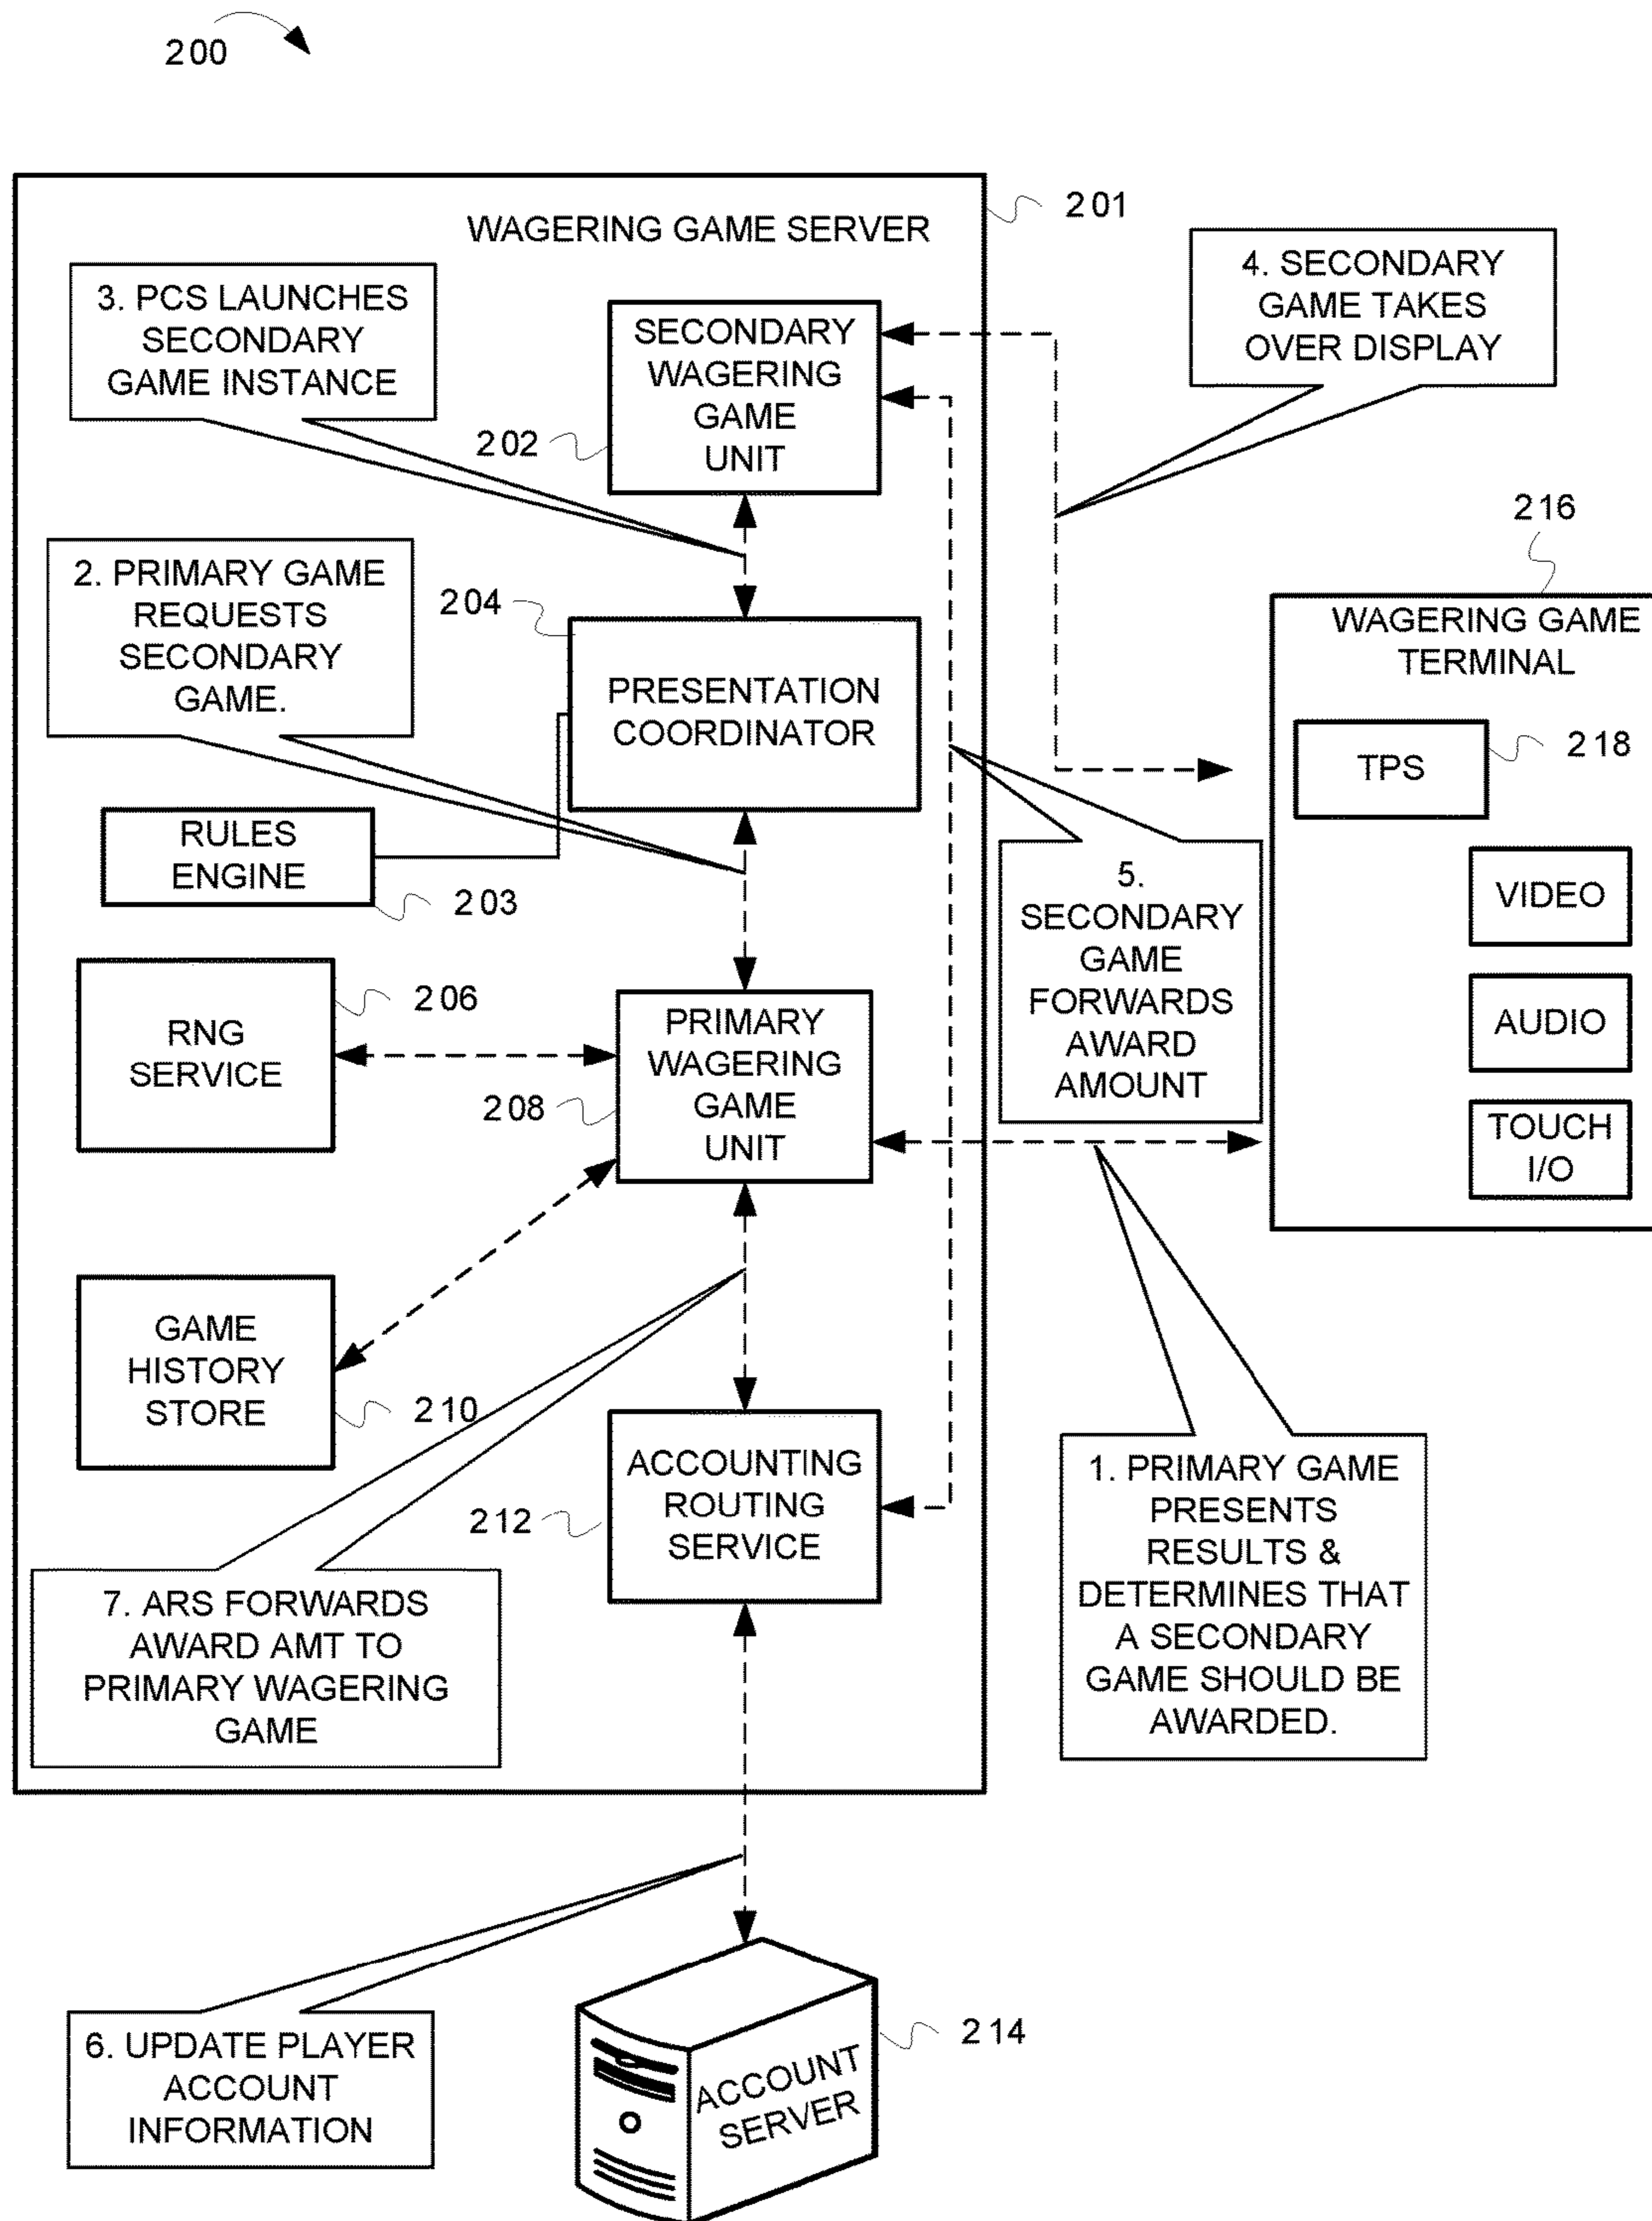 200
201
WAGERING GAME SERVER
3. PCS LAUNCHES
SECONDARY
GAME INSTANCE
SECONDARY
WAGERING
GAME
UNIT
202
4. SECONDARY
GAME TAKES
OVER DISPLAY
2. PRIMARY GAME
REQUESTS
SECONDARY
GAME.
204
PRESENTATION
COORDINATOR
216
WAGERING GAME
TERMINAL
TPS
218
VIDEO
AUDIO
TOUCH
I/O
RULES
ENGINE
203
5.
SECONDARY
GAME
FORWARDS
AWARD
AMOUNT
RNG
SERVICE
206
PRIMARY
WAGERING
GAME
UNIT
208
GAME
HISTORY
STORE
210
ACCOUNTING
ROUTING
SERVICE
212
1. PRIMARY GAME
PRESENTS
RESULTS &
DETERMINES THAT
A SECONDARY
GAME SHOULD BE
AWARDED.
7. ARS FORWARDS
AWARD AMT TO
PRIMARY WAGERING
GAME
6. UPDATE PLAYER
ACCOUNT
INFORMATION
ACCOUNT
SERVER
214